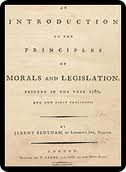 AN
INTRODUCTION
TO THE
PRINCIPLES
OF
MORALS AND LEGISLATION.
PRINTED IN THE YEAR 1780,
AND NOW FIRST PUBLISHED.
BY
JEREMY BENTHAM,
OF LINCOLN'S INN, ESQUIRE.
LONDON: